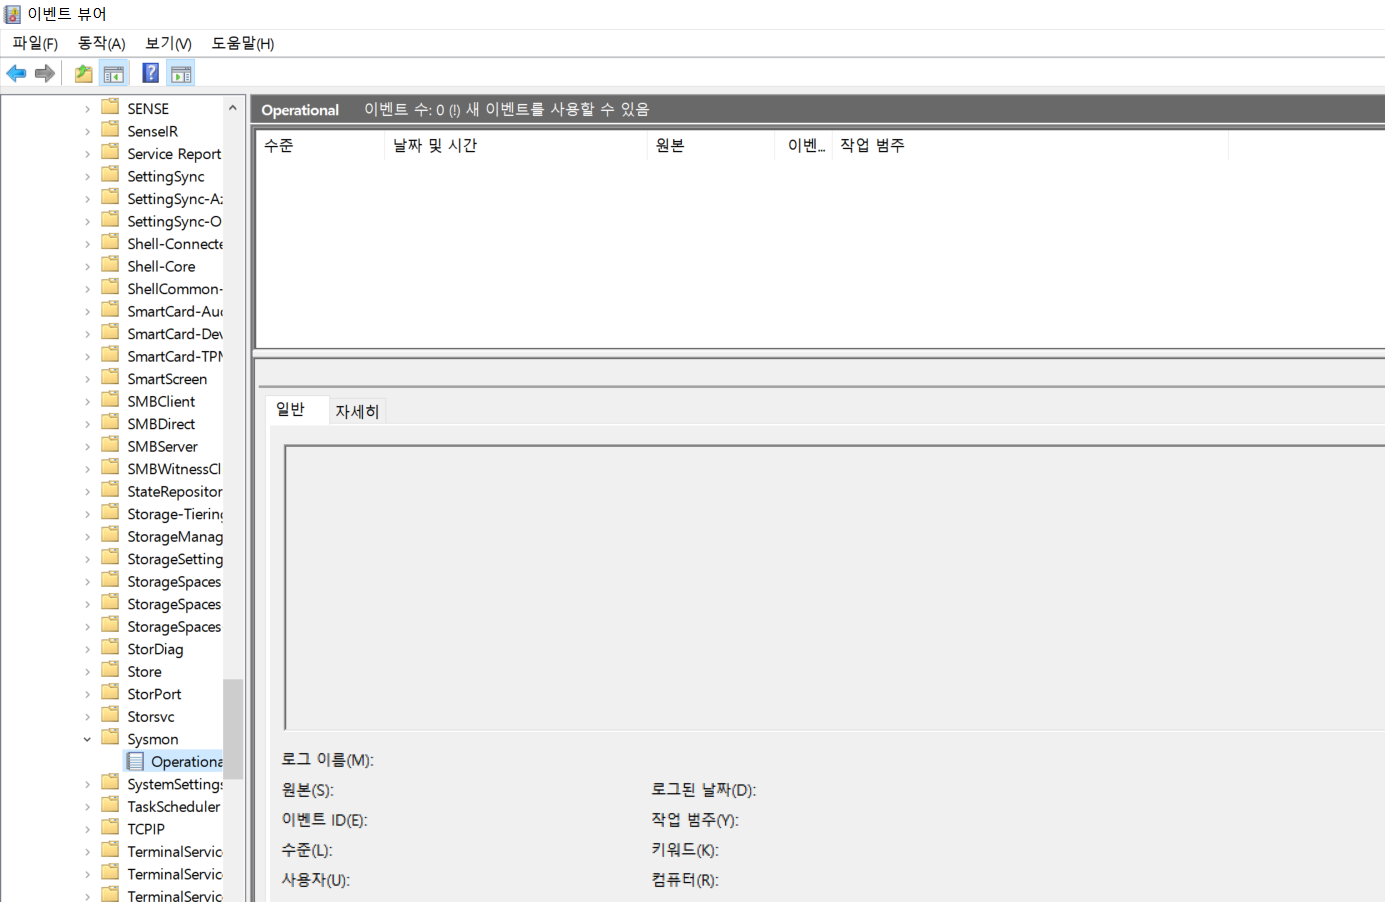 이벤트 뷰어
파일(F) 동작(A) 보기(V) 도움말(H)
SENSE
SenseIR
Service Report
SettingSync
SettingSync-Az
SettingSync-O
Shell-Connecte
Shell-Core
ShellCommon-
SmartCard-Auc
SmartCard-Dev
SmartCard-TPM
SmartScreen
SMBClient
SMBDirect
SMBServer
SMBWitnessCl
StateRepositor
Storage-Tiering
StorageManag
StorageSetting
StorageSpaces
StorageSpaces
StorageSpaces
StorDiag
Store
StorPort
Storsvc
Sysmon
Operationa
SystemSettings
TaskScheduler
TCPIP
TerminalServic
TerminalServic
TerminalServic
Operational 이벤트 수: 0 (!) 새 이벤트를 사용할 수 있음
수준 날짜 및 시간 원본 이벤... 작업 범주
일반 자세히
로그 이름(M):
원본(S): 로그된 날짜(D):
이벤트 ID(E): 작업 범주(Y):
수준(L): 키워드(K):
사용자(U): 컴퓨터(R):